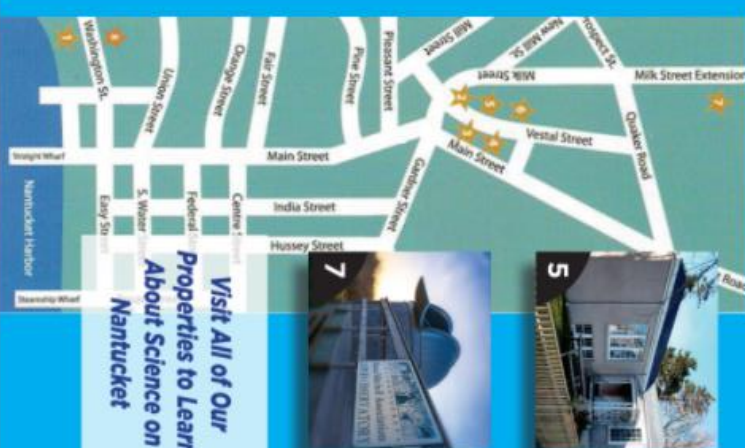 Washington St.
Union Street
Orange Street
Fair Street
Pine Street
Pleasant Street
Mill Street
New Mill St.
Prospect St.
Milk Street
Milk Street Extension
7
Vestal Street
Quaker Road
Main Street
Main Street
Straight Wharf
Gardner Street
India Street
Hussey Street
Nantucket Harbor
Easy Street
S. Water
Federal
Centre
Steamship Wharf
Road
Visit All of Our
Properties to Learn
About Science on
Nantucket
7
5